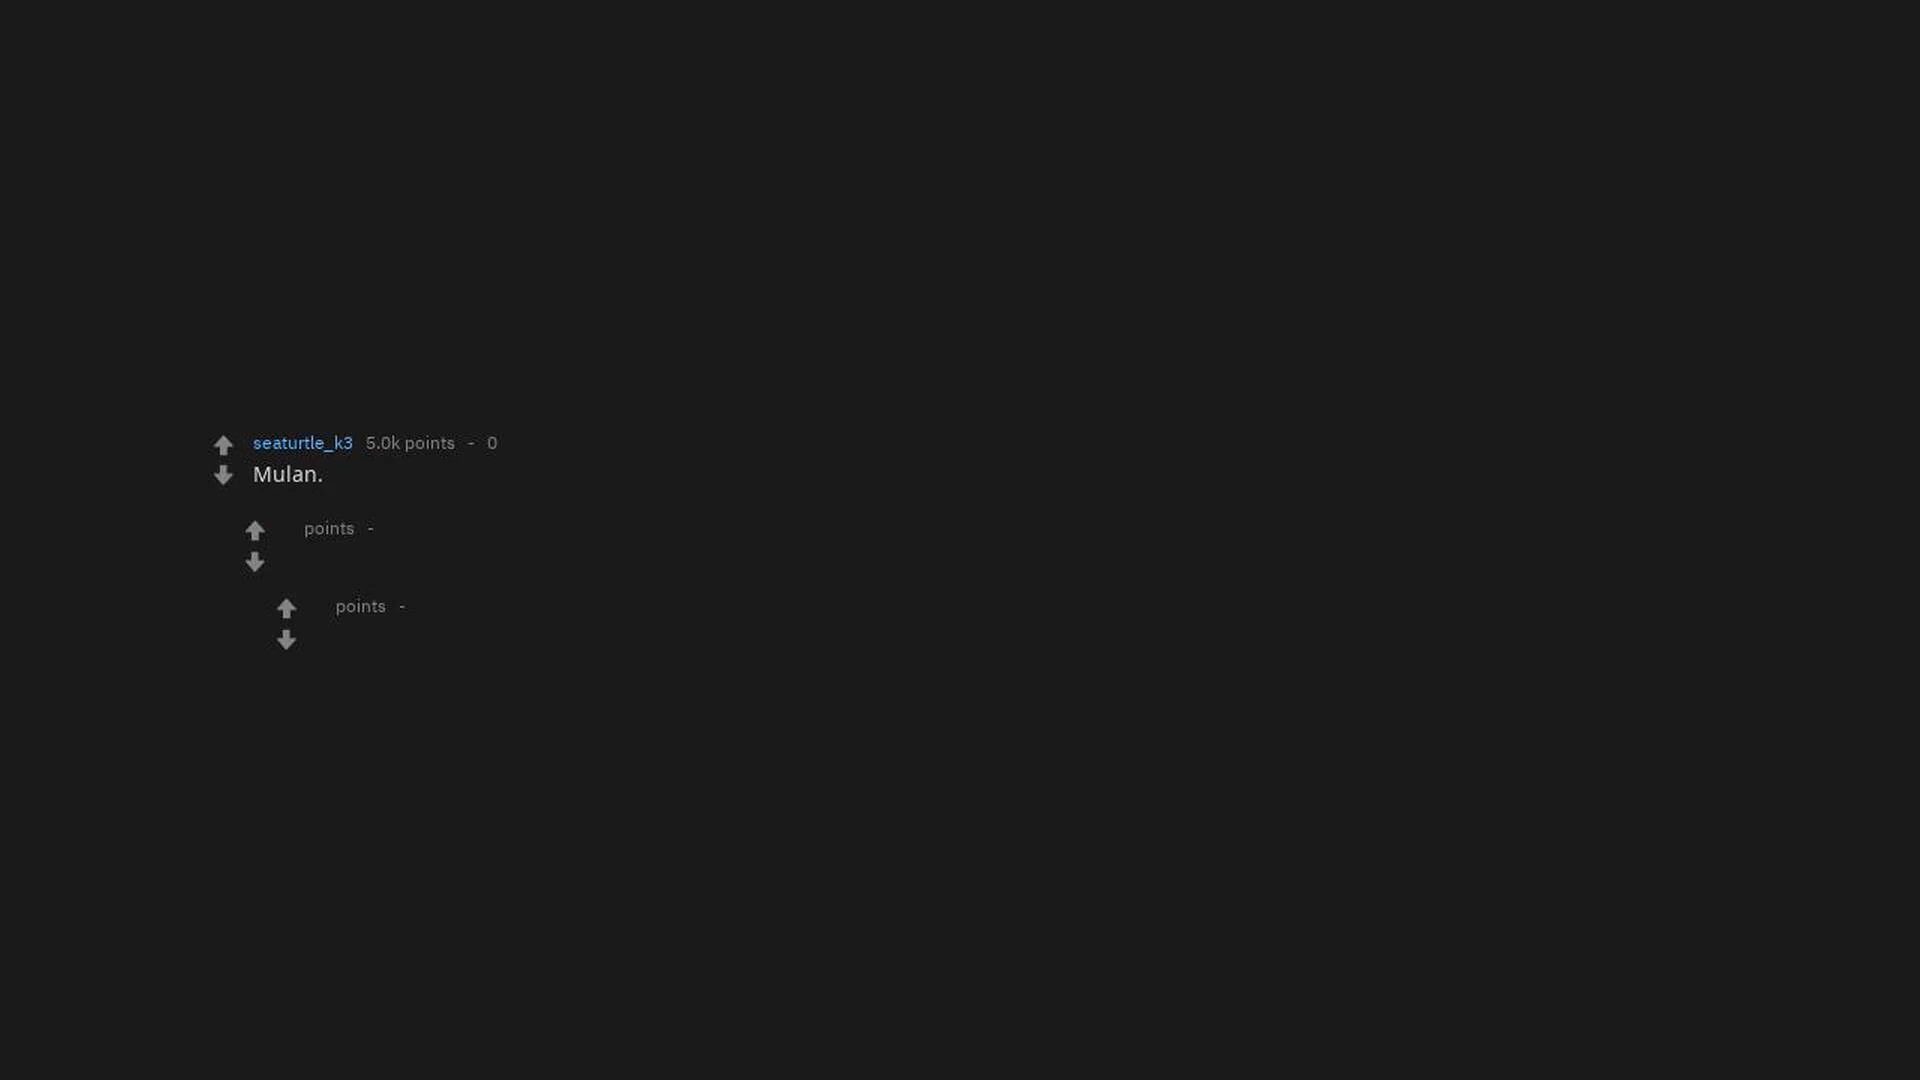 seaturtle_k3 5.0k points - 0
Mulan.
points -
points -